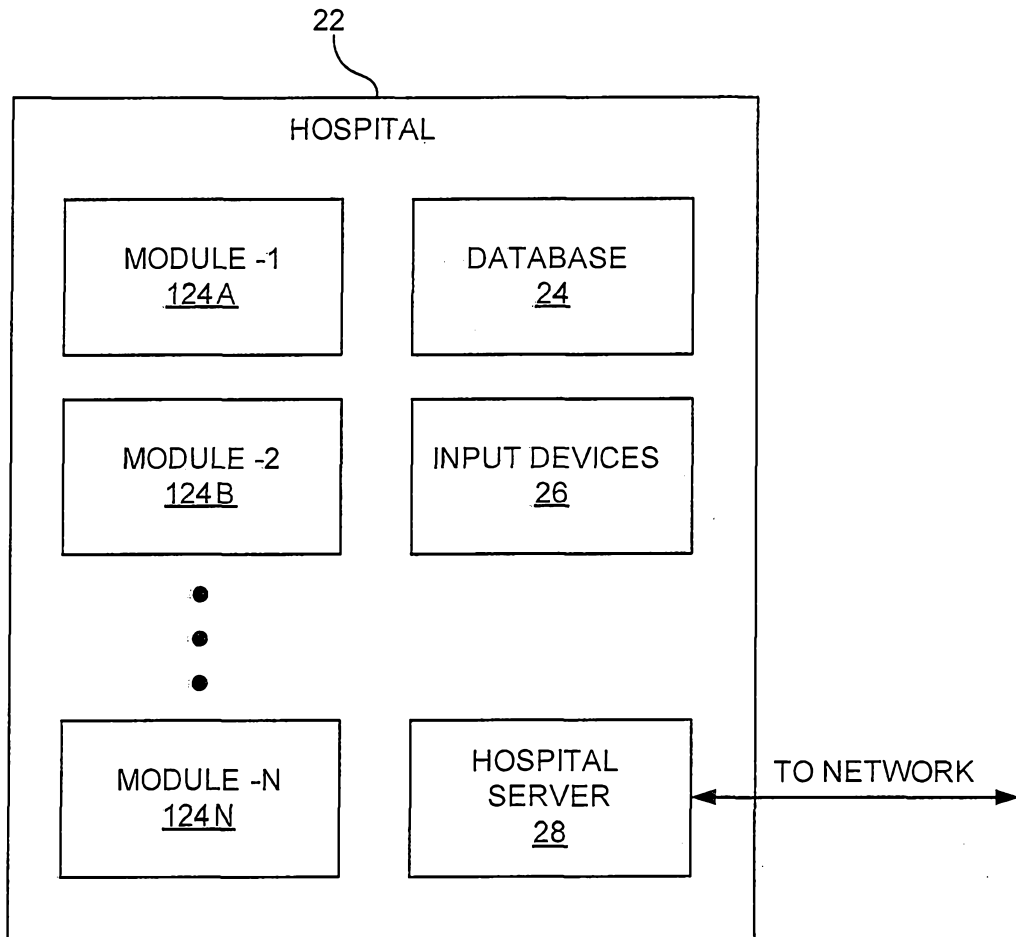 22
HOSPITAL
MODULE -1
124A
DATABASE
24
MODULE -2
124B
INPUT DEVICES
26
MODULE -N
124N
HOSPITAL
SERVER
28
TO NETWORK